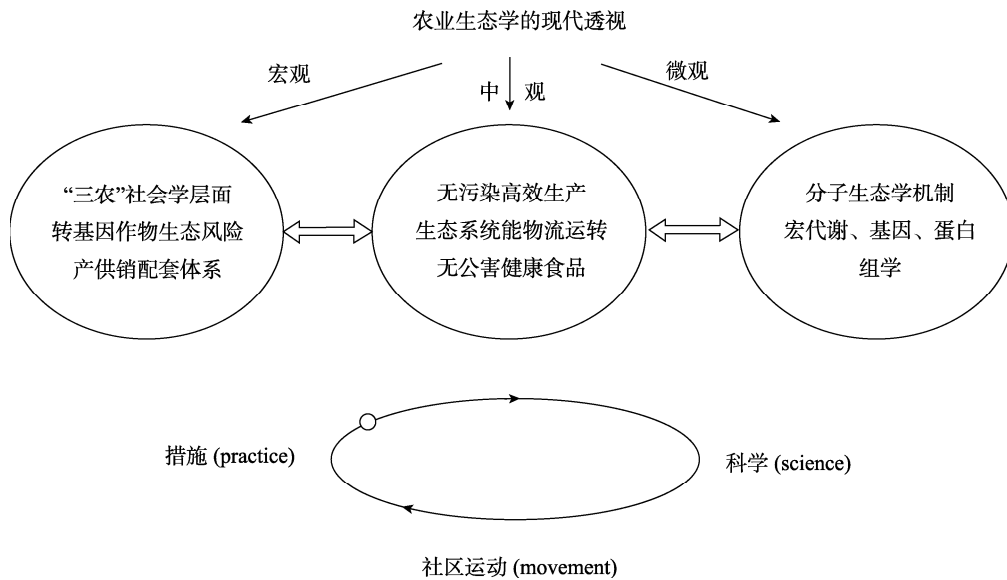 农业生态学的现代透视
宏观
中 观
微观
“三农”社会学层面
转基因作物生态风险
产供销配套体系
无污染高效生产
生态系统能物流运转
无公害健康食品
分子生态学机制
宏代谢、基因、蛋白
组学
措施 (practice)
科学 (science)
社区运动 (movement)